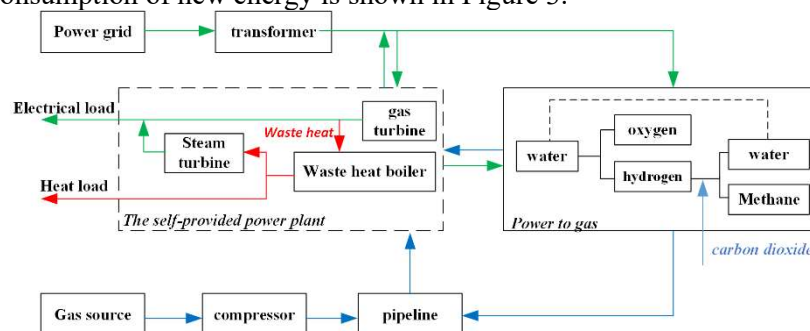 onsumption of new energy is shown in Figure 5.
Power grid
transformer
Electrical load
gas
turbine
Waste heat
Steam
turbine
Waste heat boiler
Heat load
The self-provided power plant
oxygen
water
hydrogen
water
Methane
Power to gas
carbon dioxide
Gas source
compressor
pipeline